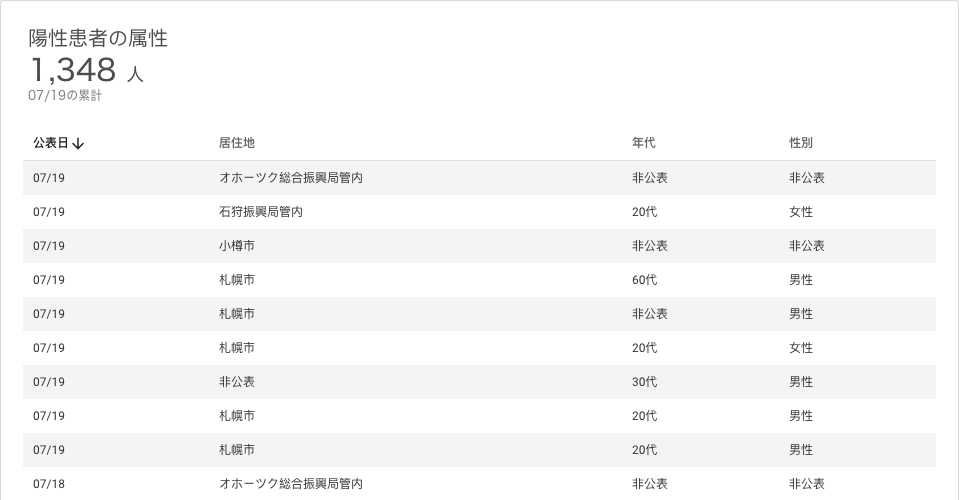 陽性患者の属性
1,348 人
07/19の累計
公表日↓ 居住地 年代 性別
07/19 オホーツク総合振興局管内 非公表 非公表
07/19 石狩振興局管内 20代 女性
07/19 小樽市 非公表 非公表
07/19 札幌市 60代 男性
07/19 札幌市 非公表 男性
07/19 札幌市 20代 女性
07/19 非公表 30代 男性
07/19 札幌市 20代 男性
07/19 札幌市 20代 男性
07/18 オホーツク総合振興局管内 非公表 非公表